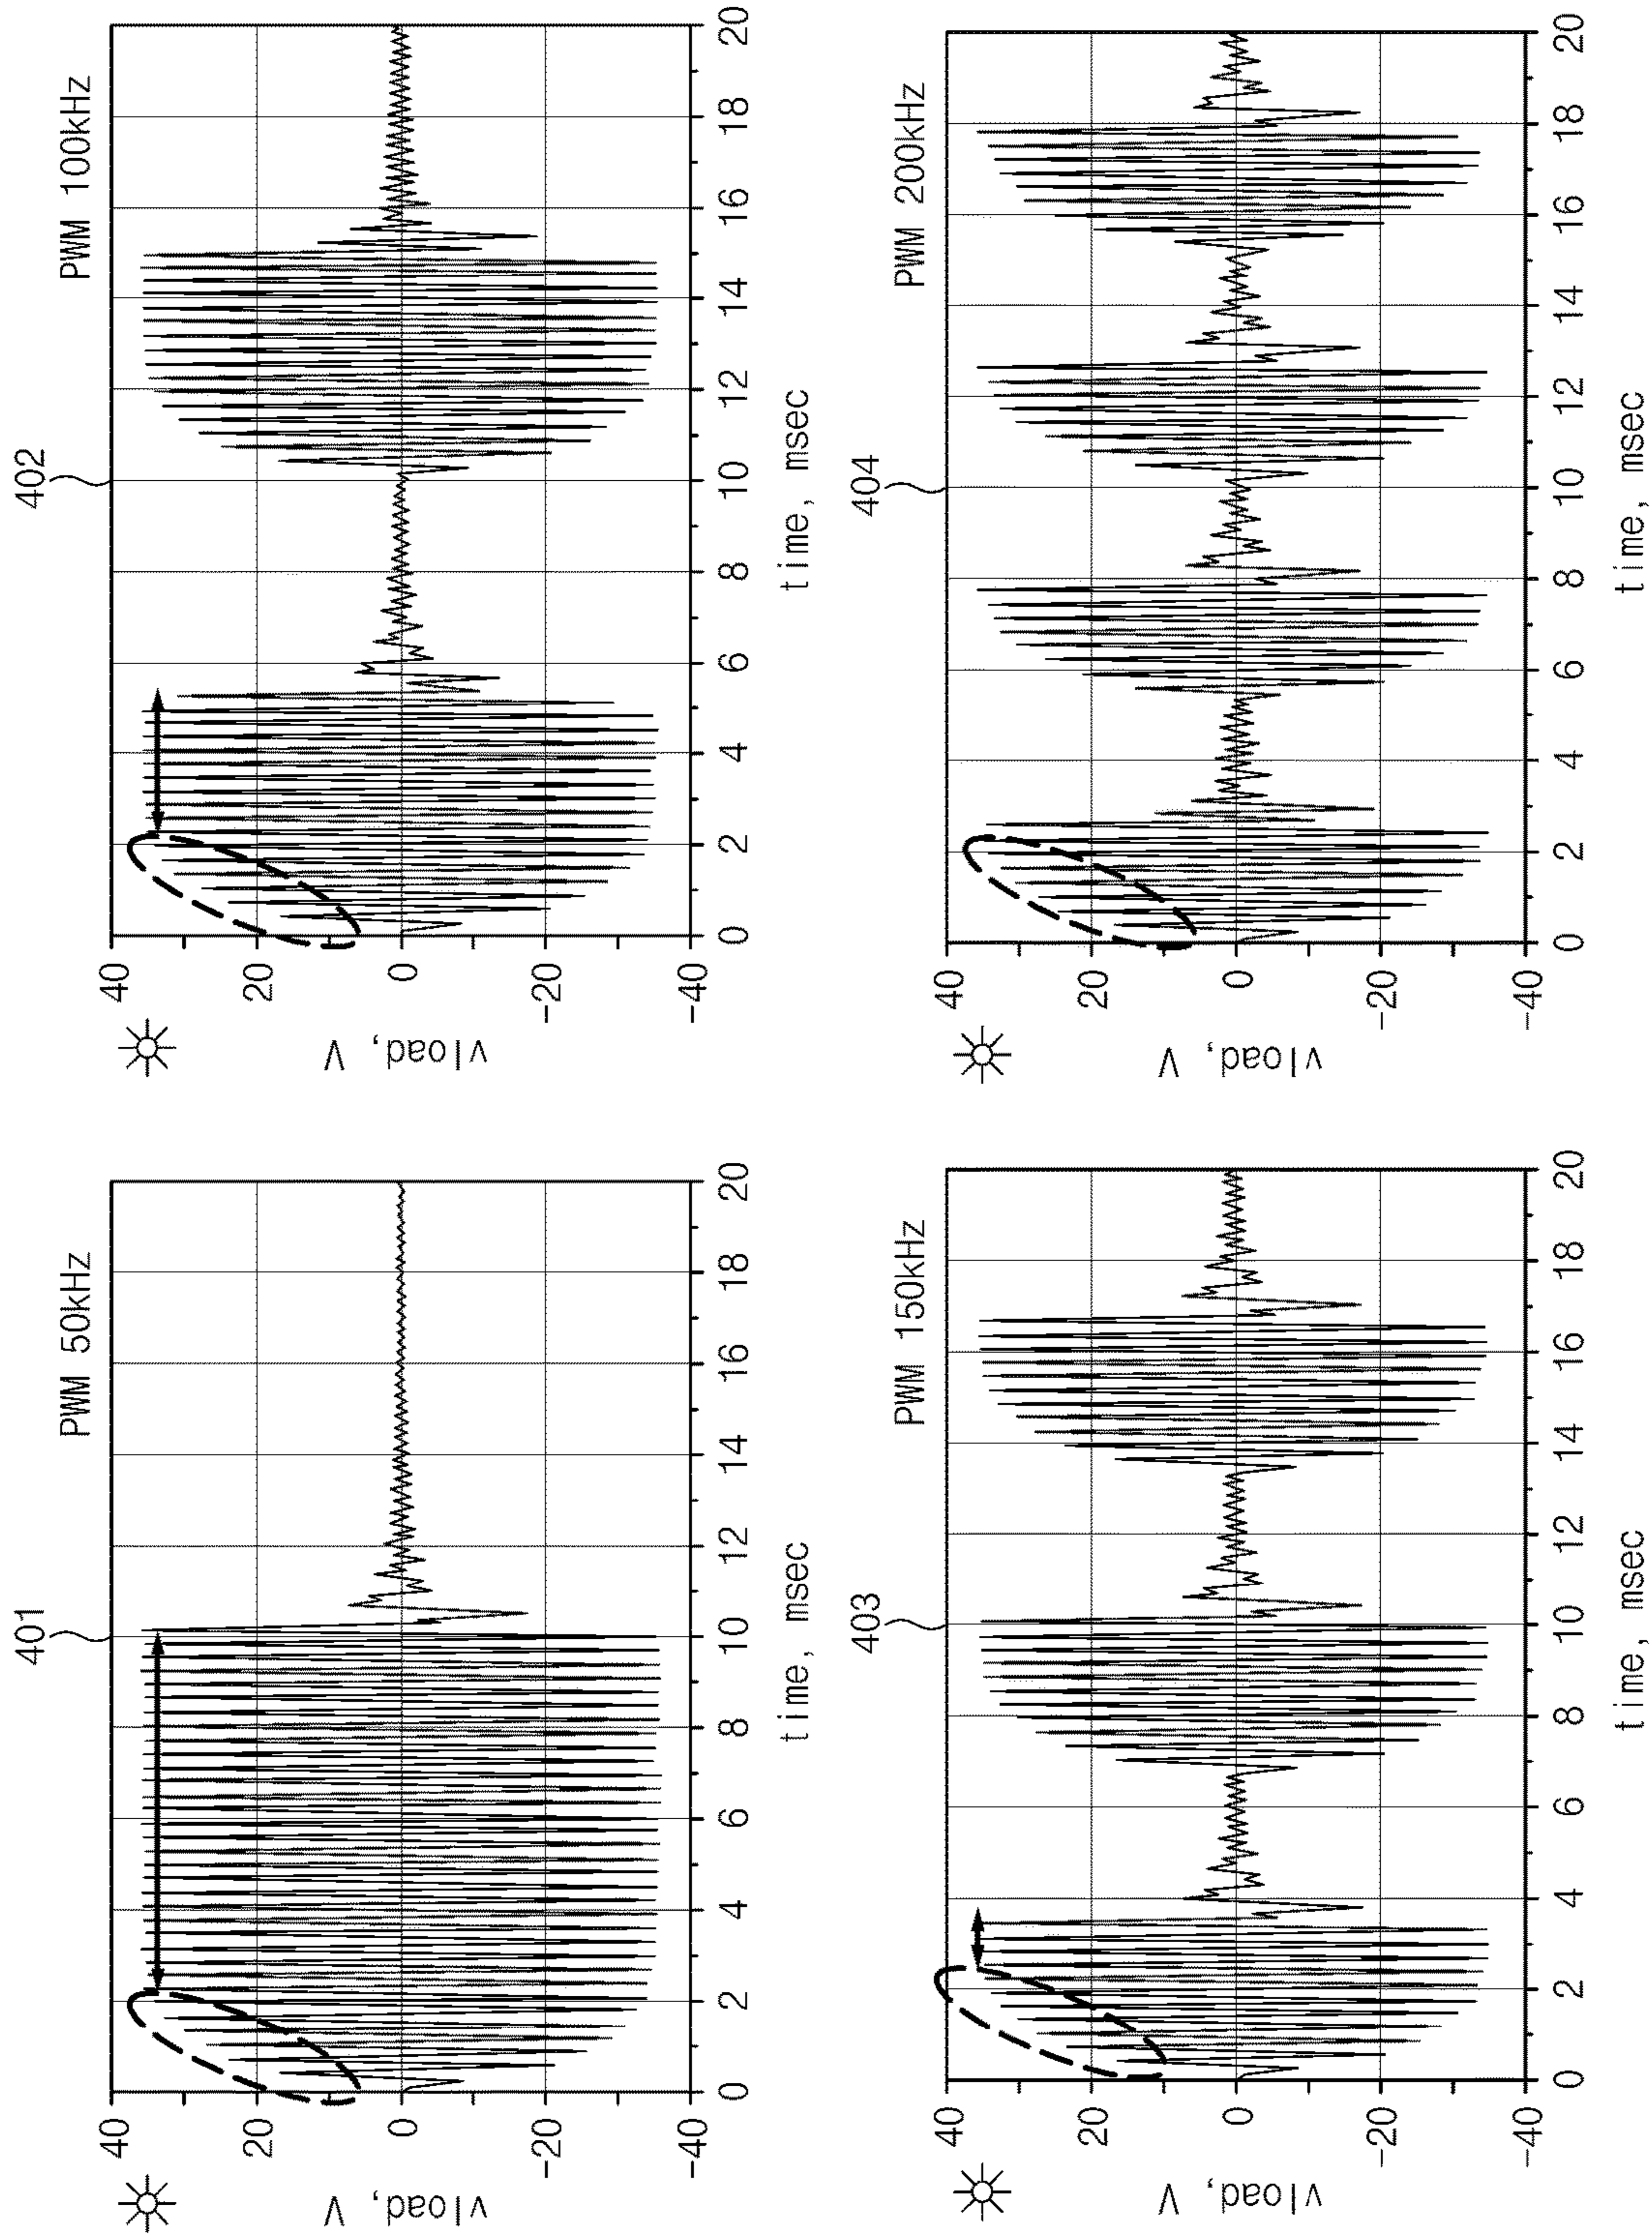 401
PWM 50kHz
40
20
0
-20
-40
vload, V
0 2 4 6 8 10 12 14 16 18 20
time, msec
402
PWM 100kHz
40
20
0
-20
-40
vload, V
0 2 4 6 8 10 12 14 16 18 20
time, msec
403
PWM 150kHz
40
20
0
-20
-40
vload, V
0 2 4 6 8 10 12 14 16 18 20
time, msec
404
PWM 200kHz
40
20
0
-20
-40
vload, V
0 2 4 6 8 10 12 14 16 18 20
time, msec